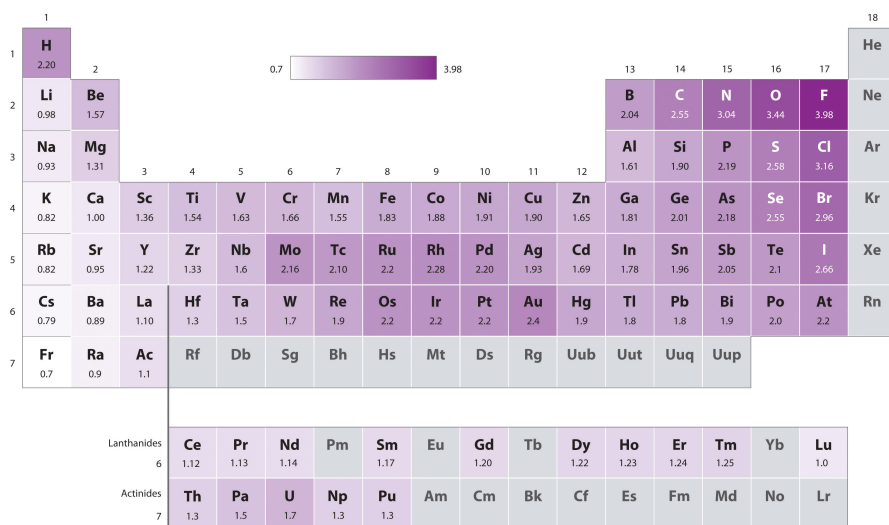 1 18
1 H He
2.20
2 0.7 3.98 13 14 15 16 17
2 Li Be B C N O F Ne
0.98 1.57 2.04 2.55 3.04 3.44 3.98
3 Na Mg Al Si P S Cl Ar
0.93 1.31 3 4 5 6 7 8 9 10 11 12 1.61 1.90 2.19 2.58 3.16
4 K Ca Sc Ti V Cr Mn Fe Co Ni Cu Zn Ga Ge As Se Br Kr
0.82 1.00 1.36 1.54 1.63 1.66 1.55 1.83 1.88 1.91 1.90 1.65 1.81 2.01 2.18 2.55 2.96
5 Rb Sr Y Zr Nb Mo Tc Ru Rh Pd Ag Cd In Sn Sb Te I Xe
0.82 0.95 1.22 1.33 1.6 2.16 2.10 2.2 2.28 2.20 1.93 1.69 1.78 1.96 2.05 2.1 2.66
6 Cs Ba La Hf Ta W Re Os Ir Pt Au Hg Tl Pb Bi Po At Rn
0.79 0.89 1.10 1.3 1.5 1.7 1.9 2.2 2.2 2.2 2.4 1.9 1.8 1.8 1.9 2.0 2.2
7 Fr Ra Ac Rf Db Sg Bh Hs Mt Ds Rg Uub Uut Uuq Uup
0.7 0.9 1.1
Lanthanides Ce Pr Nd Pm Sm Eu Gd Tb Dy Ho Er Tm Yb Lu
6 1.12 1.13 1.14 1.17 1.20 1.22 1.23 1.24 1.25 1.0
Actinides Th Pa U Np Pu Am Cm Bk Cf Es Fm Md No Lr
7 1.3 1.5 1.7 1.3 1.3